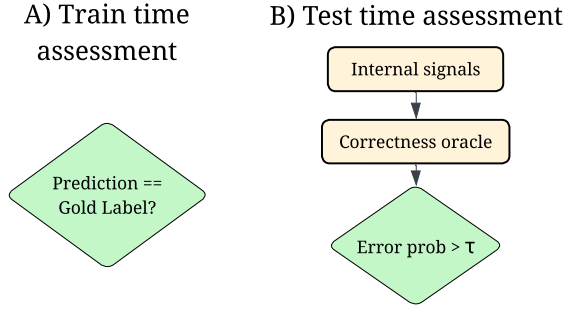 A) Train time
assessment
Prediction ==
Gold Label?
B) Test time assessment
Internal signals
Correctness oracle
Error prob > τ